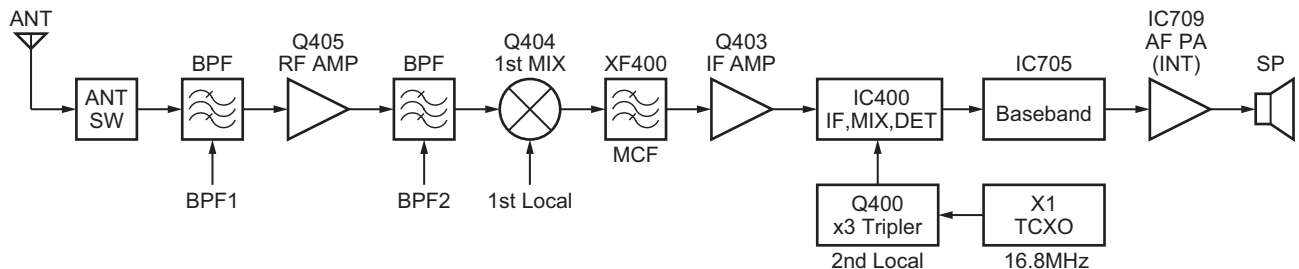 ANT
ANT
SW
BPF
BPF1
Q405
RF AMP
BPF
BPF2
Q404
1st MIX
1st Local
XF400
MCF
Q403
IF AMP
IC400
IF,MIX,DET
Q400
x3 Tripler
2nd Local
X1
TCXO
16.8MHz
IC705
Baseband
IC709
AF PA
(INT)
SP